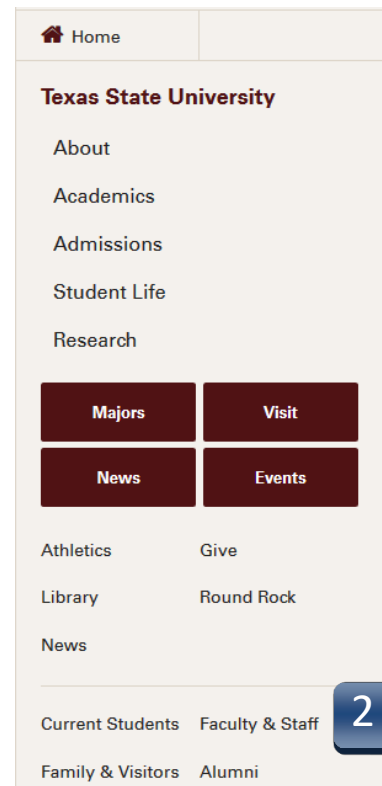 Home
Texas State University
About
Academics
Admissions
Student Life
Research
Majors Visit
News Events
Athletics Give
Library Round Rock
News
2
Current Students Faculty & Staff
Family & Visitors Alumni